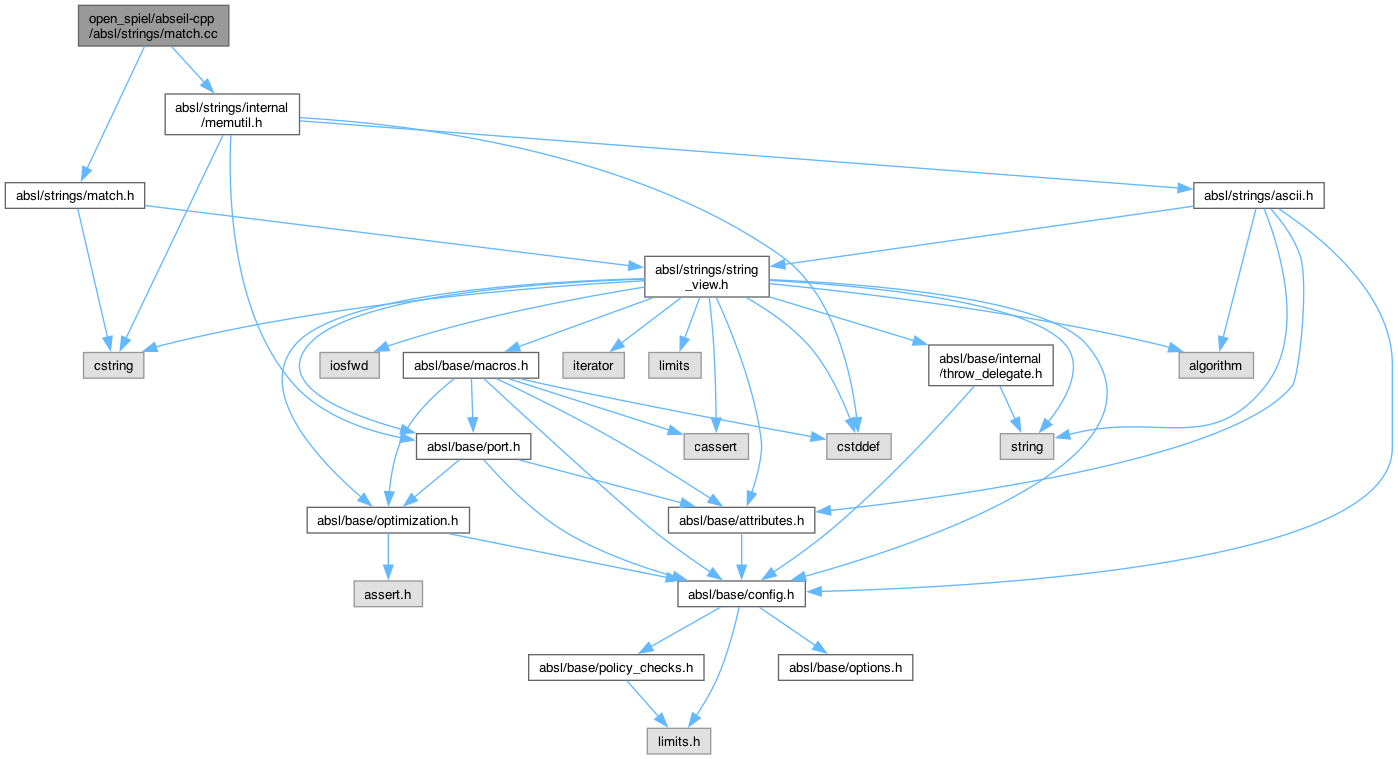 open_spiel/abseil-cpp
/absl/strings/match.cc
absl/strings/internal
/memutil.h
absl/strings/match.h
absl/strings/ascii.h
absl/strings/string
_view.h
cstring
iosfwd
absl/base/macros.h
iterator
limits
absl/base/internal
/throw_delegate.h
algorithm
absl/base/port.h
cassert
cstddef
string
absl/base/optimization.h
absl/base/attributes.h
assert.h
absl/base/config.h
absl/base/policy_checks.h
absl/base/options.h
limits.h